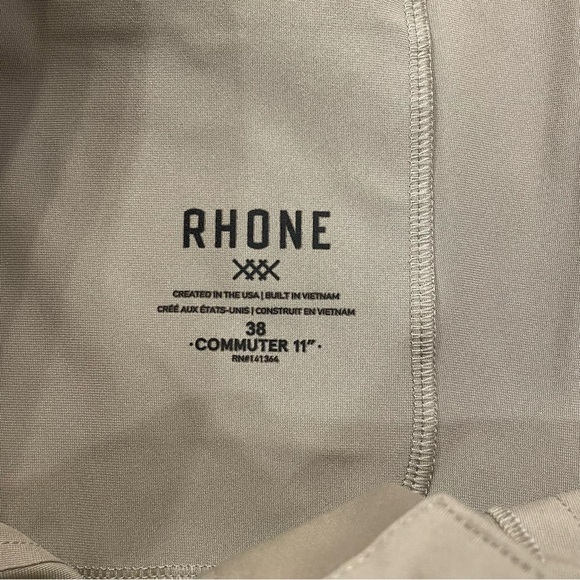 RHONE
CREATED IN THE USA | BUILT IN VIETNAM
CRÉÉ AUX ÉTATS-UNIS | CONSTRUIT EN VIETNAM
38
·COMMUTER 11"·
RN#141364